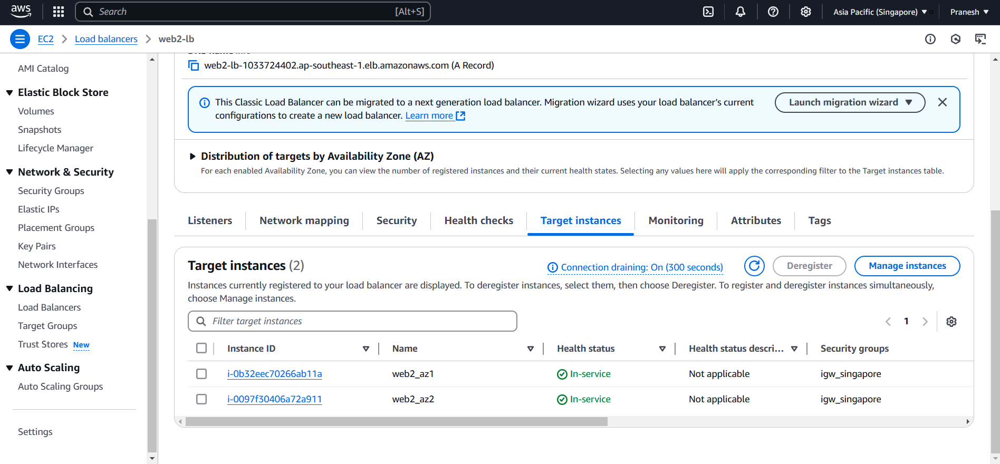 aws
Search [Alt+S]
Asia Pacific (Singapore) Pranesh
EC2 Load balancers web2-lb
AMI Catalog
Elastic Block Store
Volumes
Snapshots
Lifecycle Manager
Network & Security
Security Groups
Elastic IPs
Placement Groups
Key Pairs
Network Interfaces
Load Balancing
Load Balancers
Target Groups
Trust Stores New
Auto Scaling
Auto Scaling Groups
Settings
web2-lb-1033724402.ap-southeast-1.elb.amazonaws.com (A Record)
This Classic Load Balancer can be migrated to a next generation load balancer. Migration wizard uses your load balancer's current
configurations to create a new load balancer. Learn more
Launch migration wizard
Distribution of targets by Availability Zone (AZ)
For each enabled Availability Zone, you can view the number of registered instances and their current health states. Selecting any values here will apply the corresponding filter to the Target instances table.
Listeners Network mapping Security Health checks Target instances Monitoring Attributes Tags
Target instances (2)
Connection draining: On (300 seconds) Deregister Manage instances
Instances currently registered to your load balancer are displayed. To deregister instances, select them, then choose Deregister. To register and deregister instances simultaneously,
choose Manage instances.
Filter target instances
1
Instance ID Name Health status Health status descri... Security groups
i-0b32eec70266ab11a web2_az1 In-service Not applicable igw_singapore
i-0097f30406a72a911 web2_az2 In-service Not applicable igw_singapore